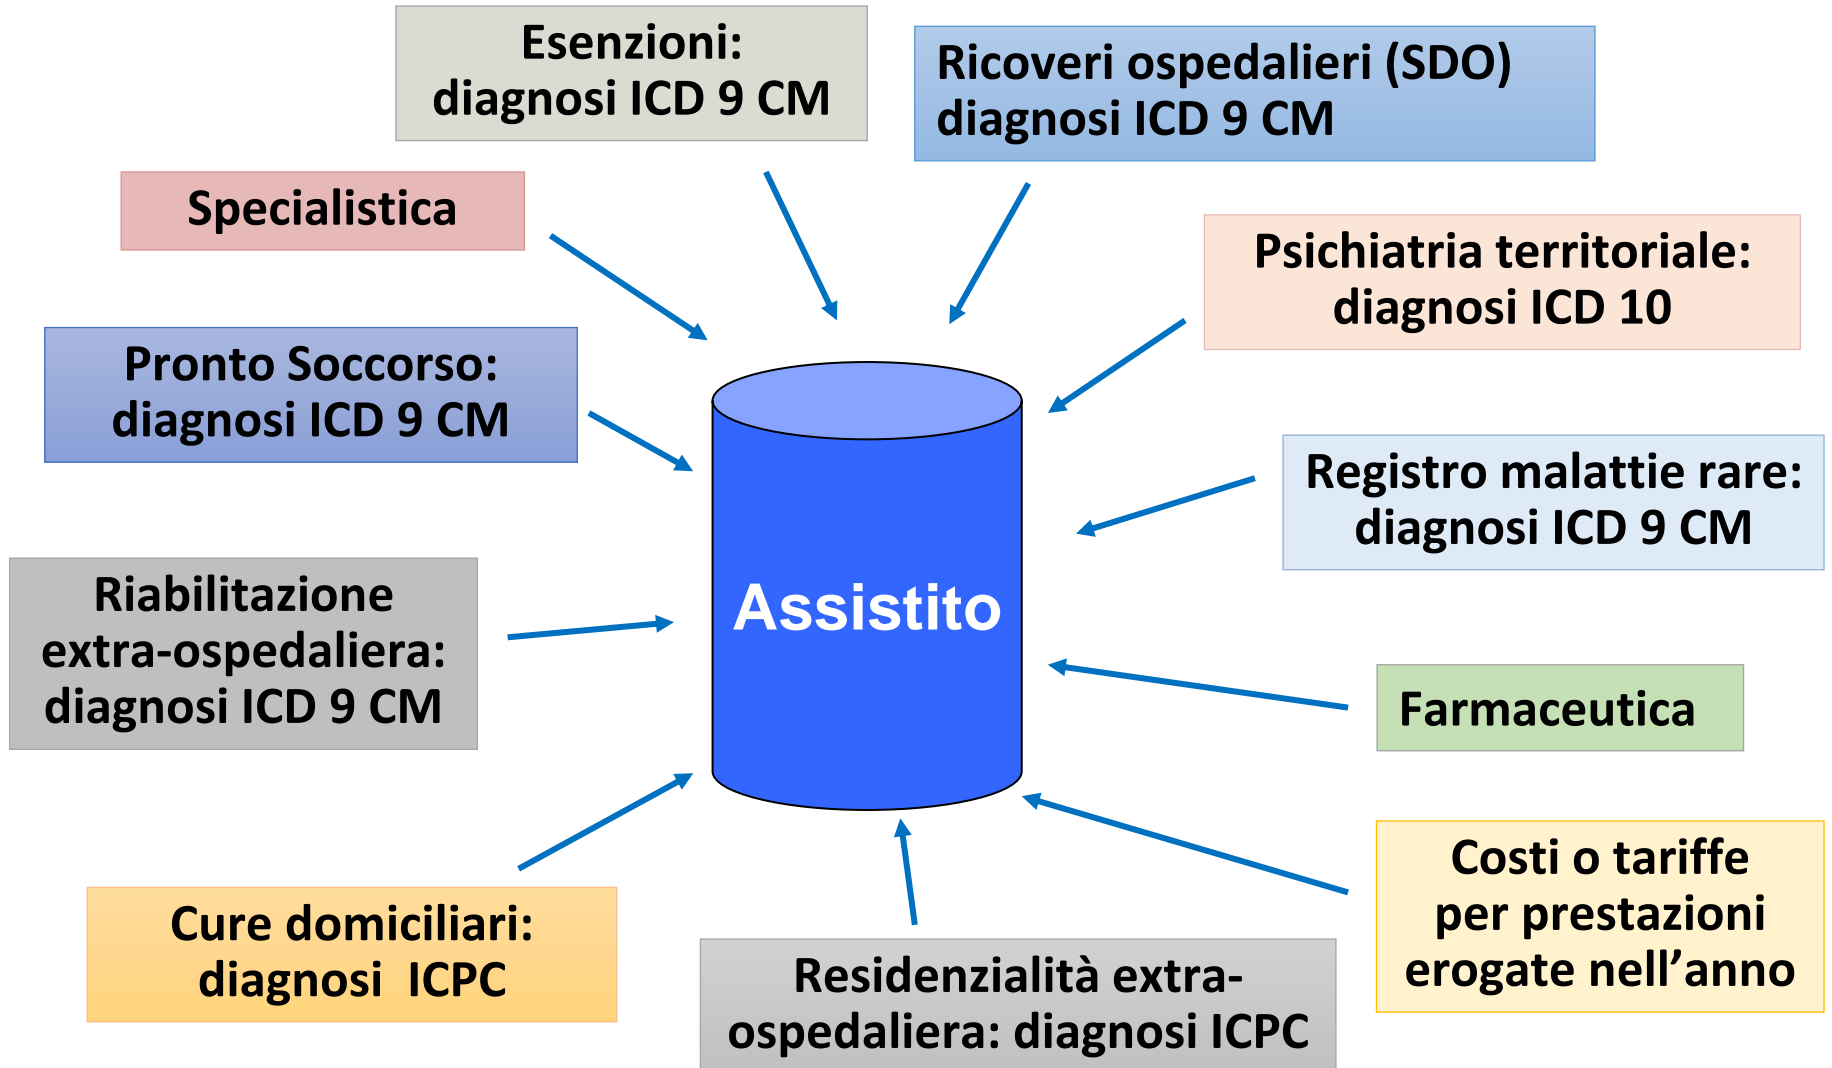 Esenzioni:
diagnosi ICD 9 CM
Ricoveri ospedalieri (SDO)
diagnosi ICD 9 CM
Specialistica
Psichiatria territoriale:
diagnosi ICD 10
Pronto Soccorso:
diagnosi ICD 9 CM
Registro malattie rare:
diagnosi ICD 9 CM
Assistito
Riabilitazione
extra-ospedaliera:
diagnosi ICD 9 CM
Farmaceutica
Costi o tariffe
per prestazioni
erogate nell’anno
Cure domiciliari:
diagnosi  ICPC
Residenzialità extra-
ospedaliera: diagnosi ICPC